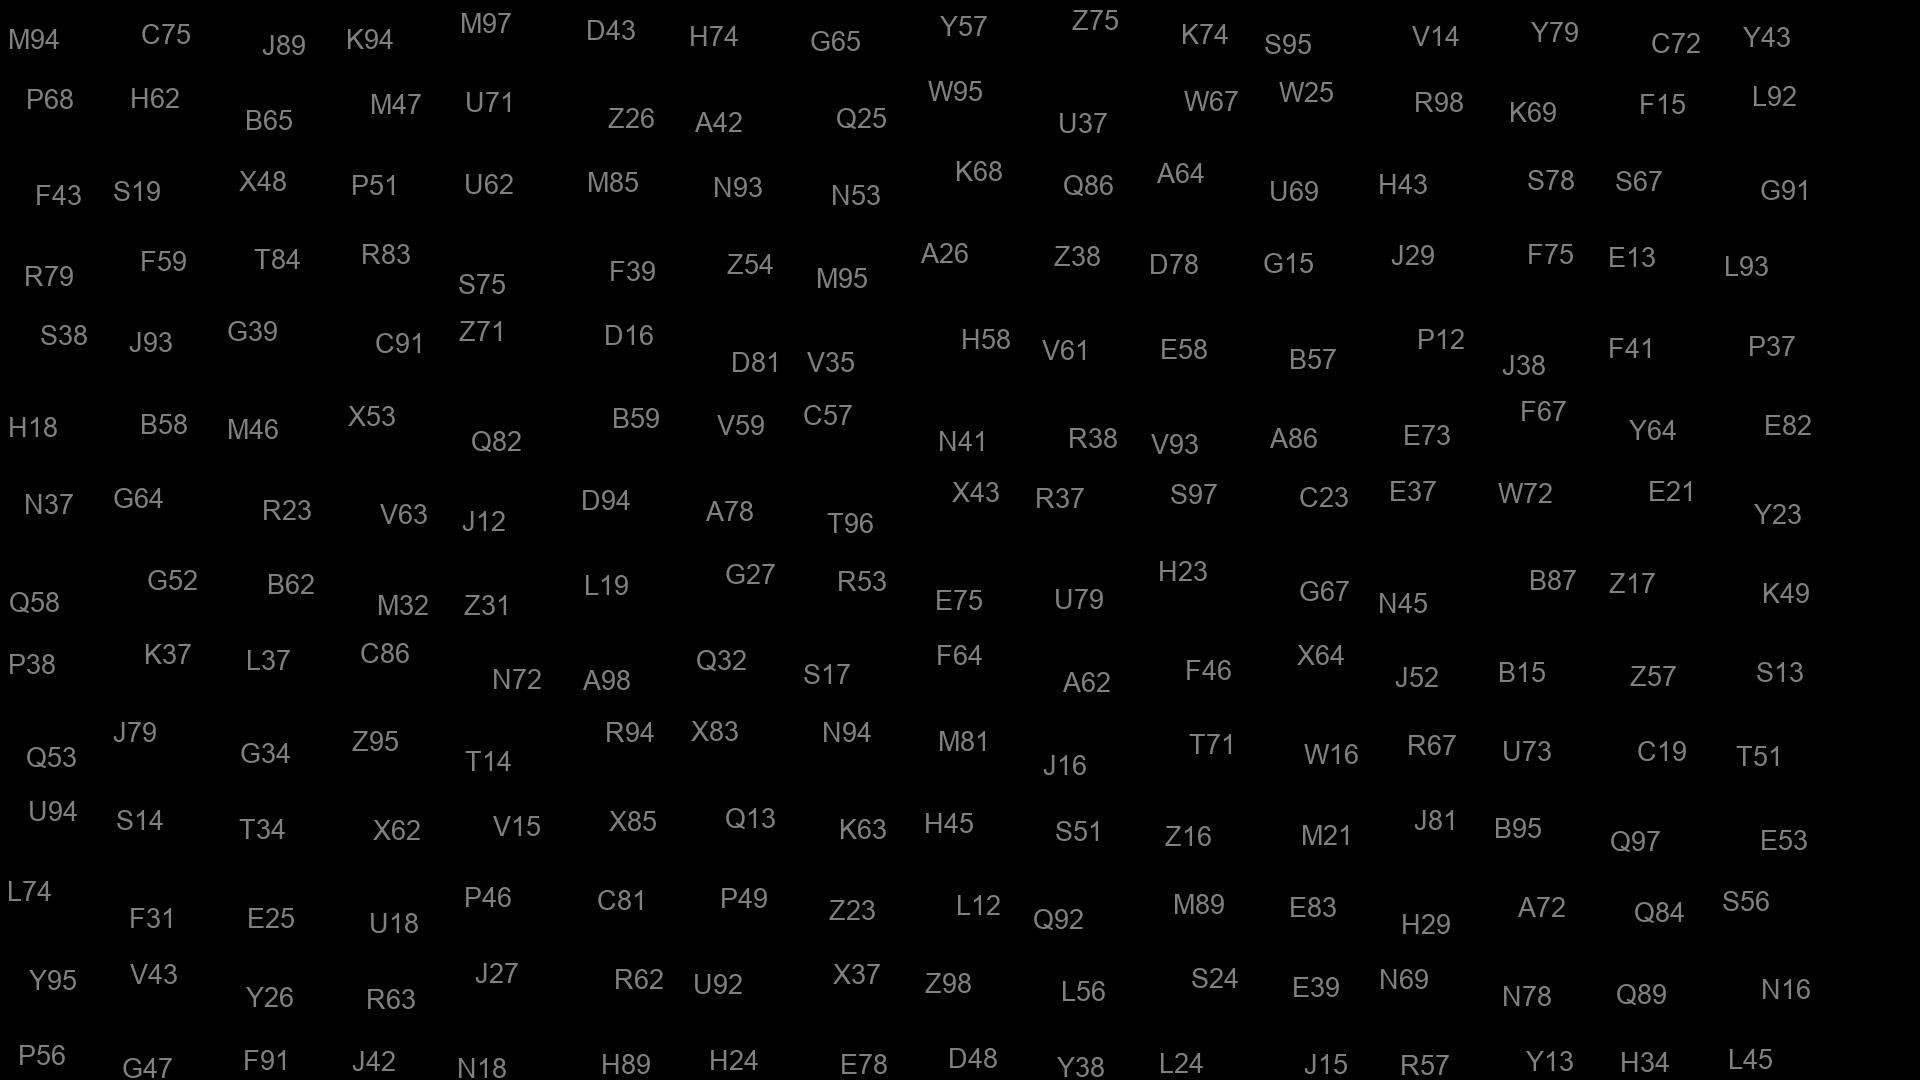 M94 C75 J89 K94 M97 D43 H74 G65 Y57 Z75 K74 S95 V14 Y79 C72 Y43
P68 H62 B65 M47 U71 Z26 A42 Q25 W95 U37 W67 W25 R98 K69 F15 L92
F43 S19 X48 P51 U62 M85 N93 N53 K68 Q86 A64 U69 H43 S78 S67 G91
R79 F59 T84 R83 S75 F39 Z54 M95 A26 Z38 D78 G15 J29 F75 E13 L93
S38 J93 G39 C91 Z71 D16 D81 V35 H58 V61 E58 B57 P12 J38 F41 P37
H18 B58 M46 X53 Q82 B59 V59 C57 N41 R38 V93 A86 E73 F67 Y64 E82
N37 G64 R23 V63 J12 D94 A78 T96 X43 R37 S97 C23 E37 W72 E21 Y23
Q58 G52 B62 M32 Z31 L19 G27 R53 E75 U79 H23 G67 N45 B87 Z17 K49
P38 K37 L37 C86 N72 A98 Q32 S17 F64 A62 F46 X64 J52 B15 Z57 S13
Q53 J79 G34 Z95 T14 R94 X83 N94 M81 J16 T71 W16 R67 U73 C19 T51
U94 S14 T34 X62 V15 X85 Q13 K63 H45 S51 Z16 M21 J81 B95 Q97 E53
L74 F31 E25 U18 P46 C81 P49 Z23 L12 Q92 M89 E83 H29 A72 Q84 S56
Y95 V43 Y26 R63 J27 R62 U92 X37 Z98 L56 S24 E39 N69 N78 Q89 N16
P56 G47 F91 J42 N18 H89 H24 E78 D48 Y38 L24 J15 R57 Y13 H34 L45